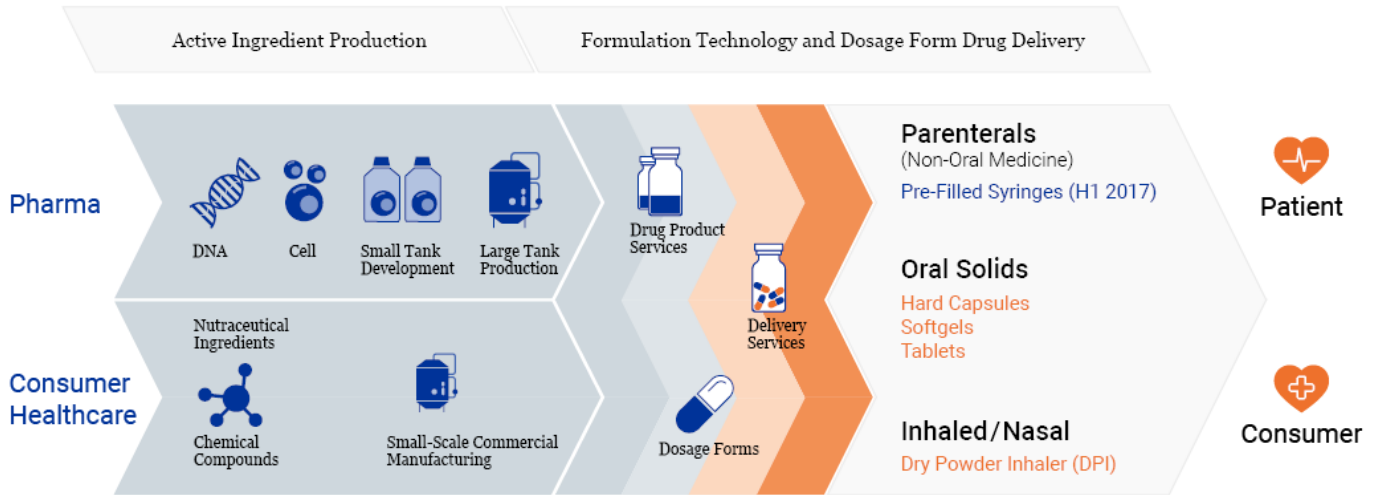 Active Ingredient Production
Formulation Technology and Dosage Form Drug Delivery
Pharma
DNA
Cell
Small Tank
Development
Large Tank
Production
Drug Product
Services
Delivery
Services
Parenterals
(Non-Oral Medicine)
Pre-Filled Syringes (H1 2017)
Oral Solids
Hard Capsules
Softgels
Tablets
Inhaled/Nasal
Dry Powder Inhaler (DPI)
Patient
Consumer
Healthcare
Nutraceutical
Ingredients
Chemical
Compounds
Small-Scale Commercial
Manufacturing
Dosage Forms
Consumer